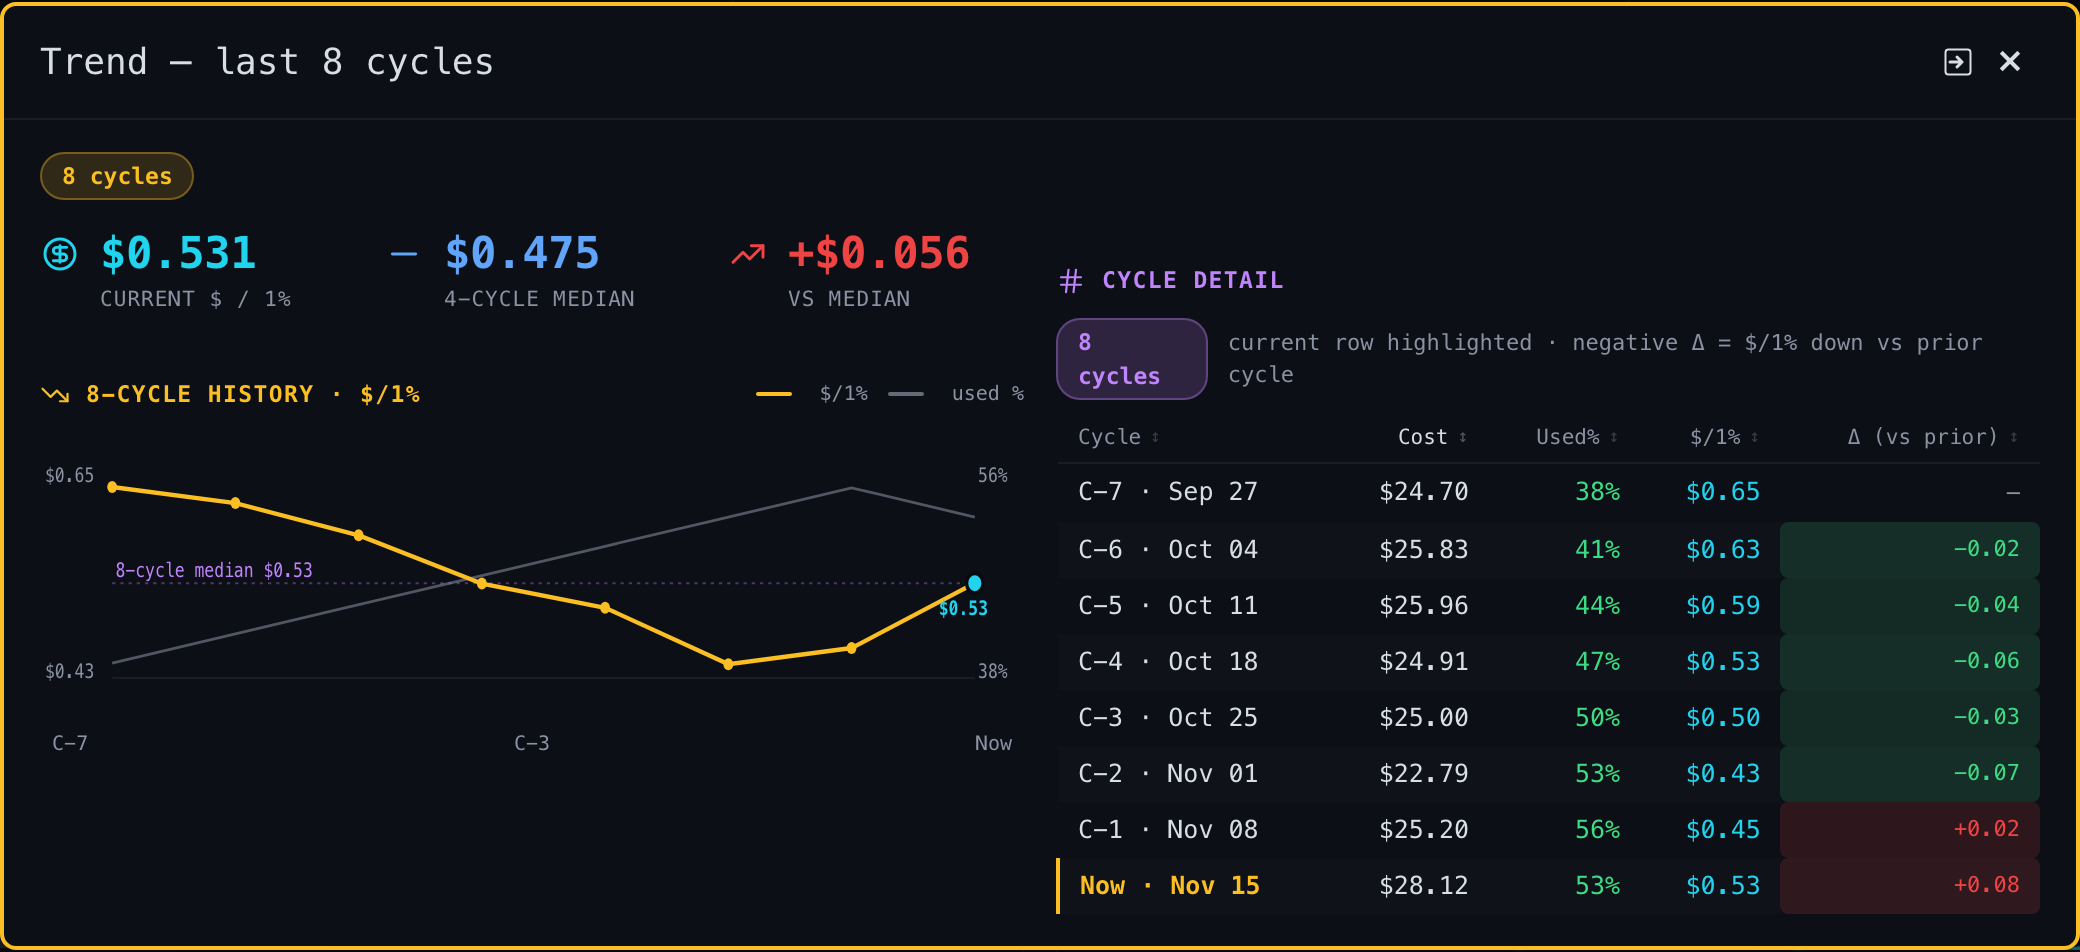 Trend — last 8 cycles
8 cycles
$0.531
CURRENT $ / 1%
— $0.475
4-CYCLE MEDIAN
+$0.056
VS MEDIAN
8-CYCLE HISTORY · $/1%
$/1%
used %
$0.65
56%
8-cycle median $0.53
$0.53
$0.43
38%
C-7
C-3
Now
# CYCLE DETAIL
8
cycles
current row highlighted · negative Δ = $/1% down vs prior
cycle
Cycle ↕ Cost ↕ Used% ↕ $/1% ↕ Δ (vs prior) ↕
C-7 · Sep 27 $24.70 38% $0.65 —
C-6 · Oct 04 $25.83 41% $0.63 -0.02
C-5 · Oct 11 $25.96 44% $0.59 -0.04
C-4 · Oct 18 $24.91 47% $0.53 -0.06
C-3 · Oct 25 $25.00 50% $0.50 -0.03
C-2 · Nov 01 $22.79 53% $0.43 -0.07
C-1 · Nov 08 $25.20 56% $0.45 +0.02
Now · Nov 15 $28.12 53% $0.53 +0.08